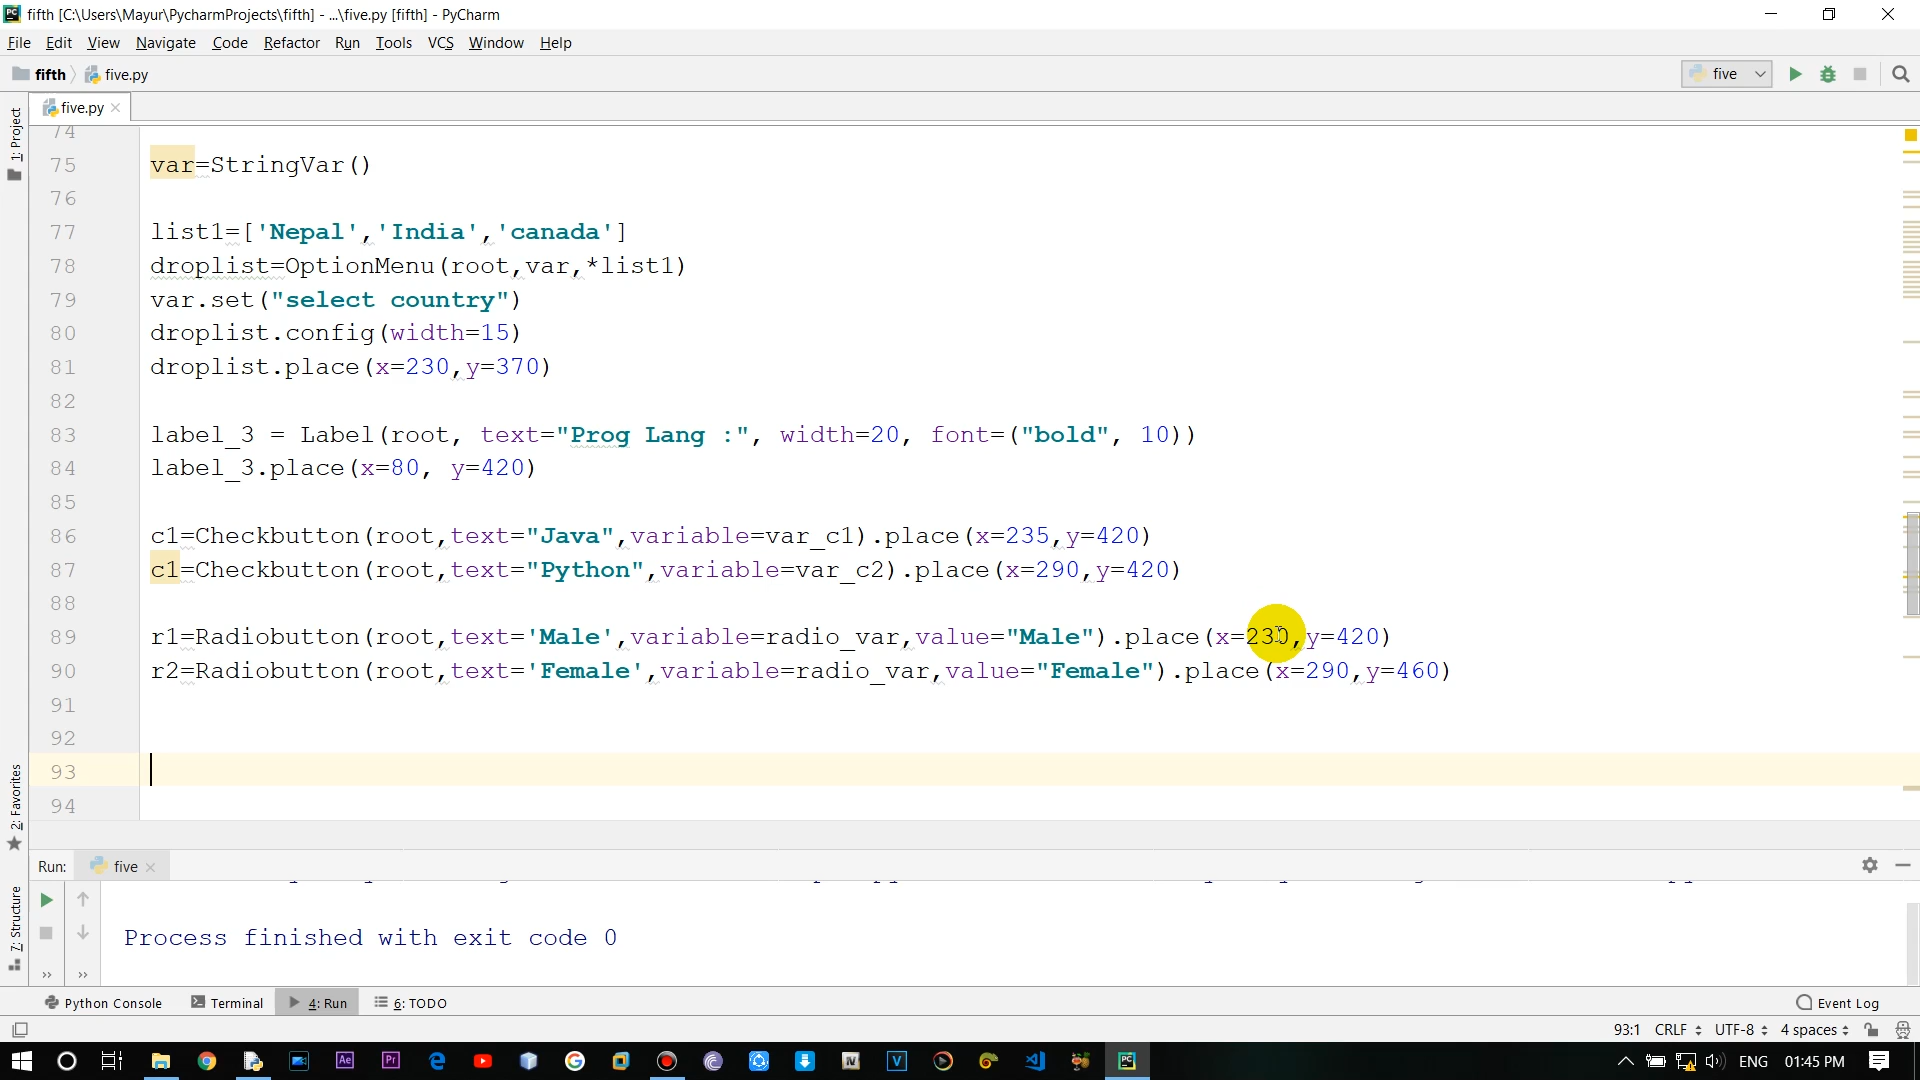 fifth [C:\Users\Mayur\PycharmProjects\fifth] - ...\five.py [fifth] - PyCharm
File Edit View Navigate Code Refactor Run Tools VCS Window Help
fifth five.py five
1: Project
five.py
74
75 var=StringVar()
76
77 list1=['Nepal','India','canada']
78 droplist=OptionMenu(root,var,*list1)
79 var.set("select country")
80 droplist.config(width=15)
81 droplist.place(x=230,y=370)
82
83 label_3 = Label(root, text="Prog Lang :", width=20, font=("bold", 10))
84 label_3.place(x=80, y=420)
85
86 c1=Checkbutton(root,text="Java",variable=var_c1).place(x=235,y=420)
87 c1=Checkbutton(root,text="Python",variable=var_c2).place(x=290,y=420)
88
89 r1=Radiobutton(root,text='Male',variable=radio_var,value="Male").place(x=230,y=420)
90 r2=Radiobutton(root,text='Female',variable=radio_var,value="Female").place(x=290,y=460)
91
92
93
94
2: Favorites
7: Structure
Run: five
Process finished with exit code 0
Python Console Terminal 4: Run 6: TODO Event Log
93:1 CRLF UTF-8 4 spaces
ENG 01:45 PM